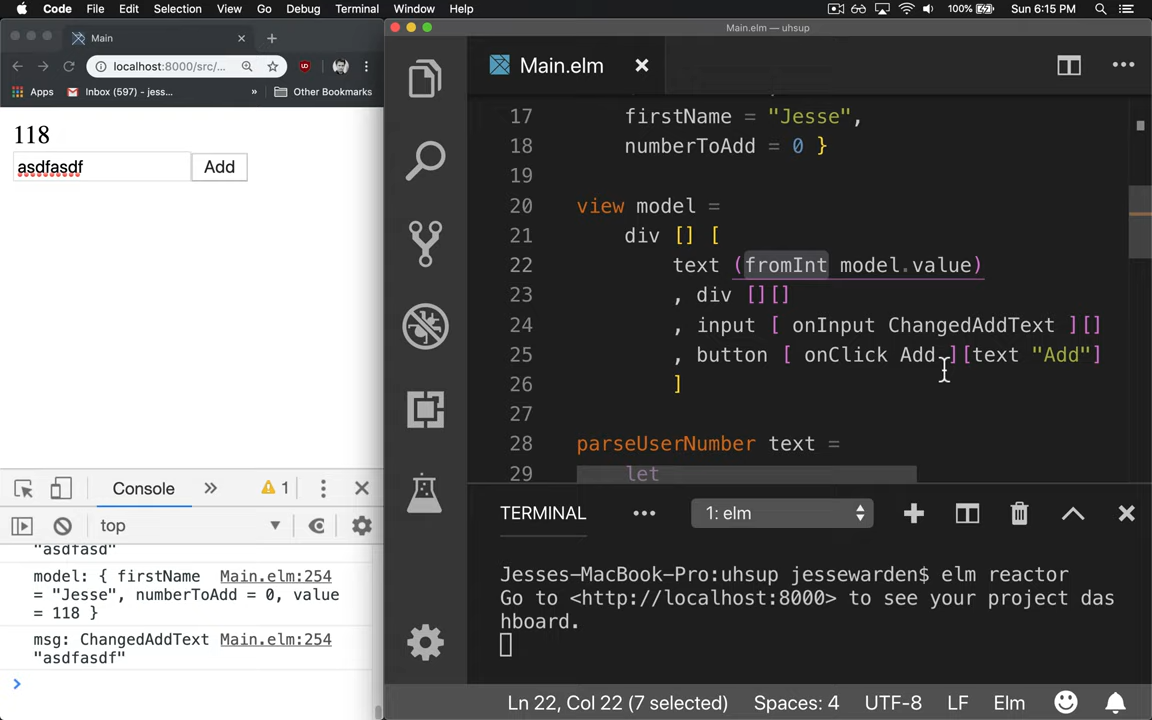 Code File Edit Selection View Go Debug Terminal Window Help 100% Sun 6:15 PM
Main
localhost:8000/src/...
Apps Inbox (597) - jess... » Other Bookmarks
118
asdfasdf Add
Console » 1
top
"asdfasd"
model: { firstName Main.elm:254
= "Jesse", numberToAdd = 0, value
= 118 }
msg: ChangedAddText Main.elm:254
"asdfasdf"
>
Main.elm — uhsup
Main.elm
17 firstName = "Jesse",
18 numberToAdd = 0 }
19
20 view model =
21 div [] [
22 text (fromInt model.value)
23 , div [][]
24 , input [ onInput ChangedAddText ][]
25 , button [ onClick Add ][text "Add"]
26 ]
27
28 parseUserNumber text =
29 let
TERMINAL ... 1: elm
Jesses-MacBook-Pro:uhsup jessewarden$ elm reactor
Go to <http://localhost:8000> to see your project das
hboard.
Ln 22, Col 22 (7 selected) Spaces: 4 UTF-8 LF Elm